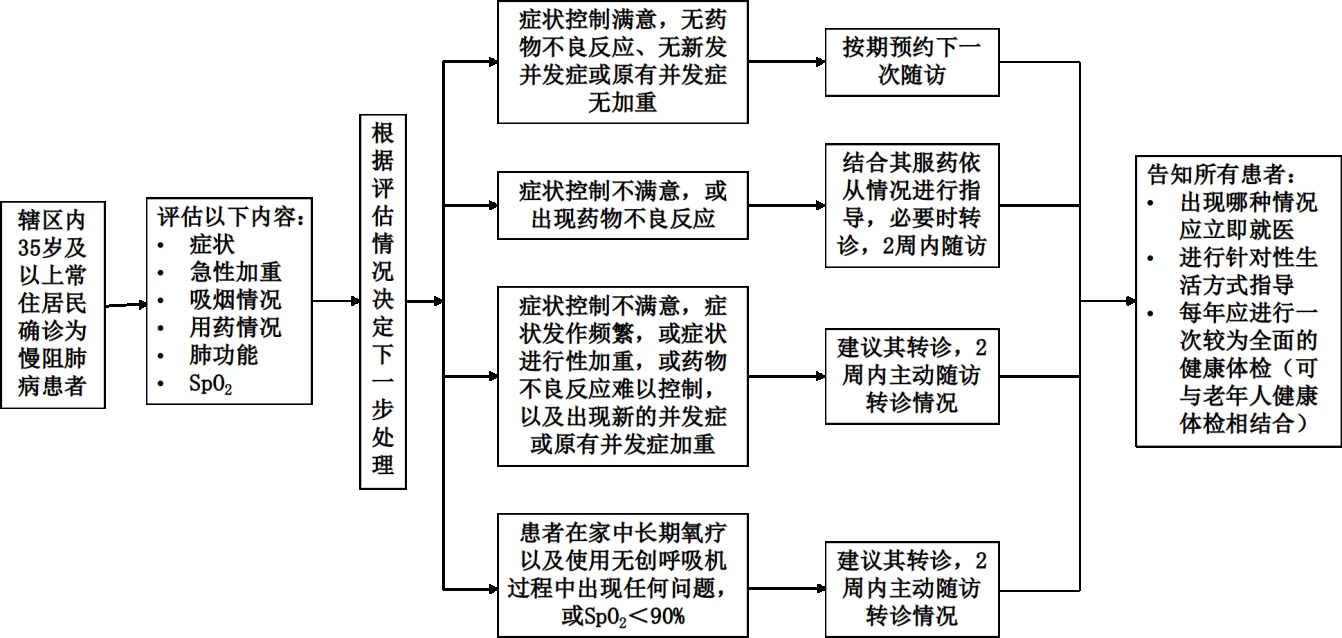 辖区内
35岁及
以上常
住居民
确诊为
慢阻肺
病患者
评估以下内容：
• 症状
• 急性加重
• 吸烟情况
• 用药情况
• 肺功能
• SpO₂
根据评估情况决定下一步处理
症状控制满意，无药
物不良反应、无新发
并发症或原有并发症
无加重
按期预约下一
次随访
症状控制不满意，或
出现药物不良反应
结合其服药依
从情况进行指
导，必要时转
诊，2周内随访
症状控制不满意，症
状发作频繁，或症状
进行性加重，或药物
不良反应难以控制，
以及出现新的并发症
或原有并发症加重
建议其转诊，2
周内主动随访
转诊情况
患者在家中长期氧疗
以及使用无创呼吸机
过程中出现任何问题，
或SpO₂＜90%
建议其转诊，2
周内主动随访
转诊情况
告知所有患者：
• 出现哪种情况
应立即就医
• 进行针对性生
活方式指导
• 每年应进行一
次较为全面的
健康体检（可
与老年人健康
体检相结合）